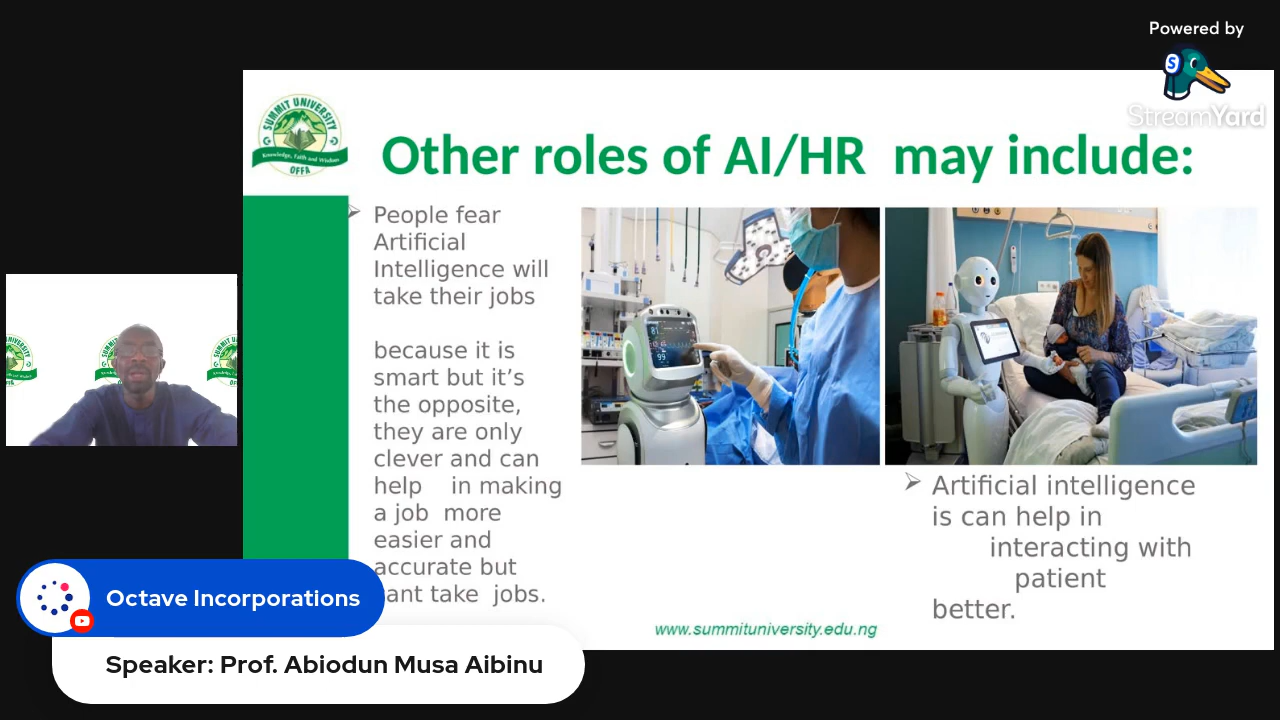 Powered by
StreamYard
SUMMIT UNIVERSITY
Knowledge, Faith and Wisdom
OFFA
Other roles of AI/HR may include:
People fear
Artificial
Intelligence will
take their jobs
because it is
smart but it's
the opposite,
they are only
clever and can
help in making
a job more
easier and
accurate but
cant take jobs.
Artificial intelligence
is can help in
interacting with
patient
better.
www.summituniversity.edu.ng
Octave Incorporations
Speaker: Prof. Abiodun Musa Aibinu